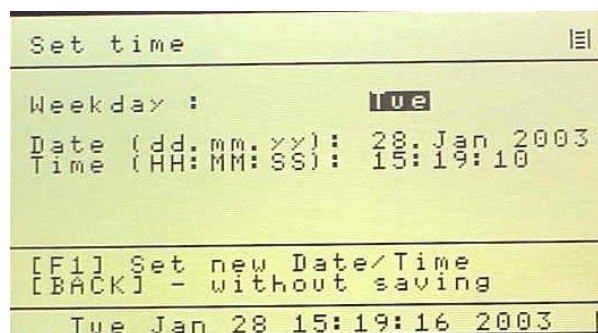 Set time
Weekday : Tue
Date (dd.mm.yy): 28.Jan 2003
Time (HH:MM:SS): 15:19:10
[F1] Set new Date/Time
[BACK] - without saving
Tue Jan 28 15:19:16 2003